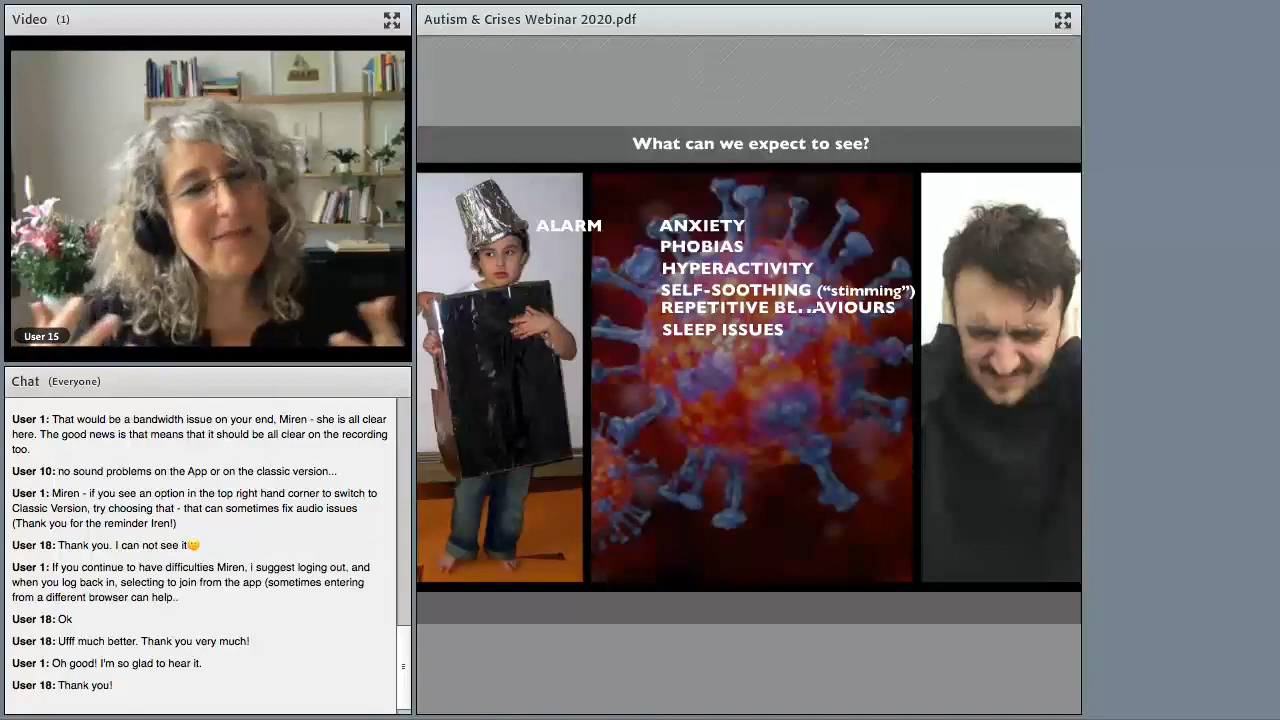 Video (1)
User 15
Chat (Everyone)
User 1: That would be a bandwidth issue on your end, Miren - she is all clear
here. The good news is that means that it should be all clear on the recording
too.
User 10: no sound problems on the App or on the classic version...
User 1: Miren - if you see an option in the top right hand corner to switch to
Classic Version, try choosing that - that can sometimes fix audio issues
(Thank you for the reminder Iren!)
User 18: Thank you. I can not see it
User 1: If you continue to have difficulties Miren, i suggest loging out, and
when you log back in, selecting to join from the app (sometimes entering
from a different browser can help..
User 18: Ok
User 18: Ufff much better. Thank you very much!
User 1: Oh good! I'm so glad to hear it.
User 18: Thank you!
Autism & Crises Webinar 2020.pdf
What can we expect to see?
ALARM
ANXIETY
PHOBIAS
HYPERACTIVITY
SELF-SOOTHING (“stimming”)
REPETITIVE BE. .AVIOURS
SLEEP ISSUES